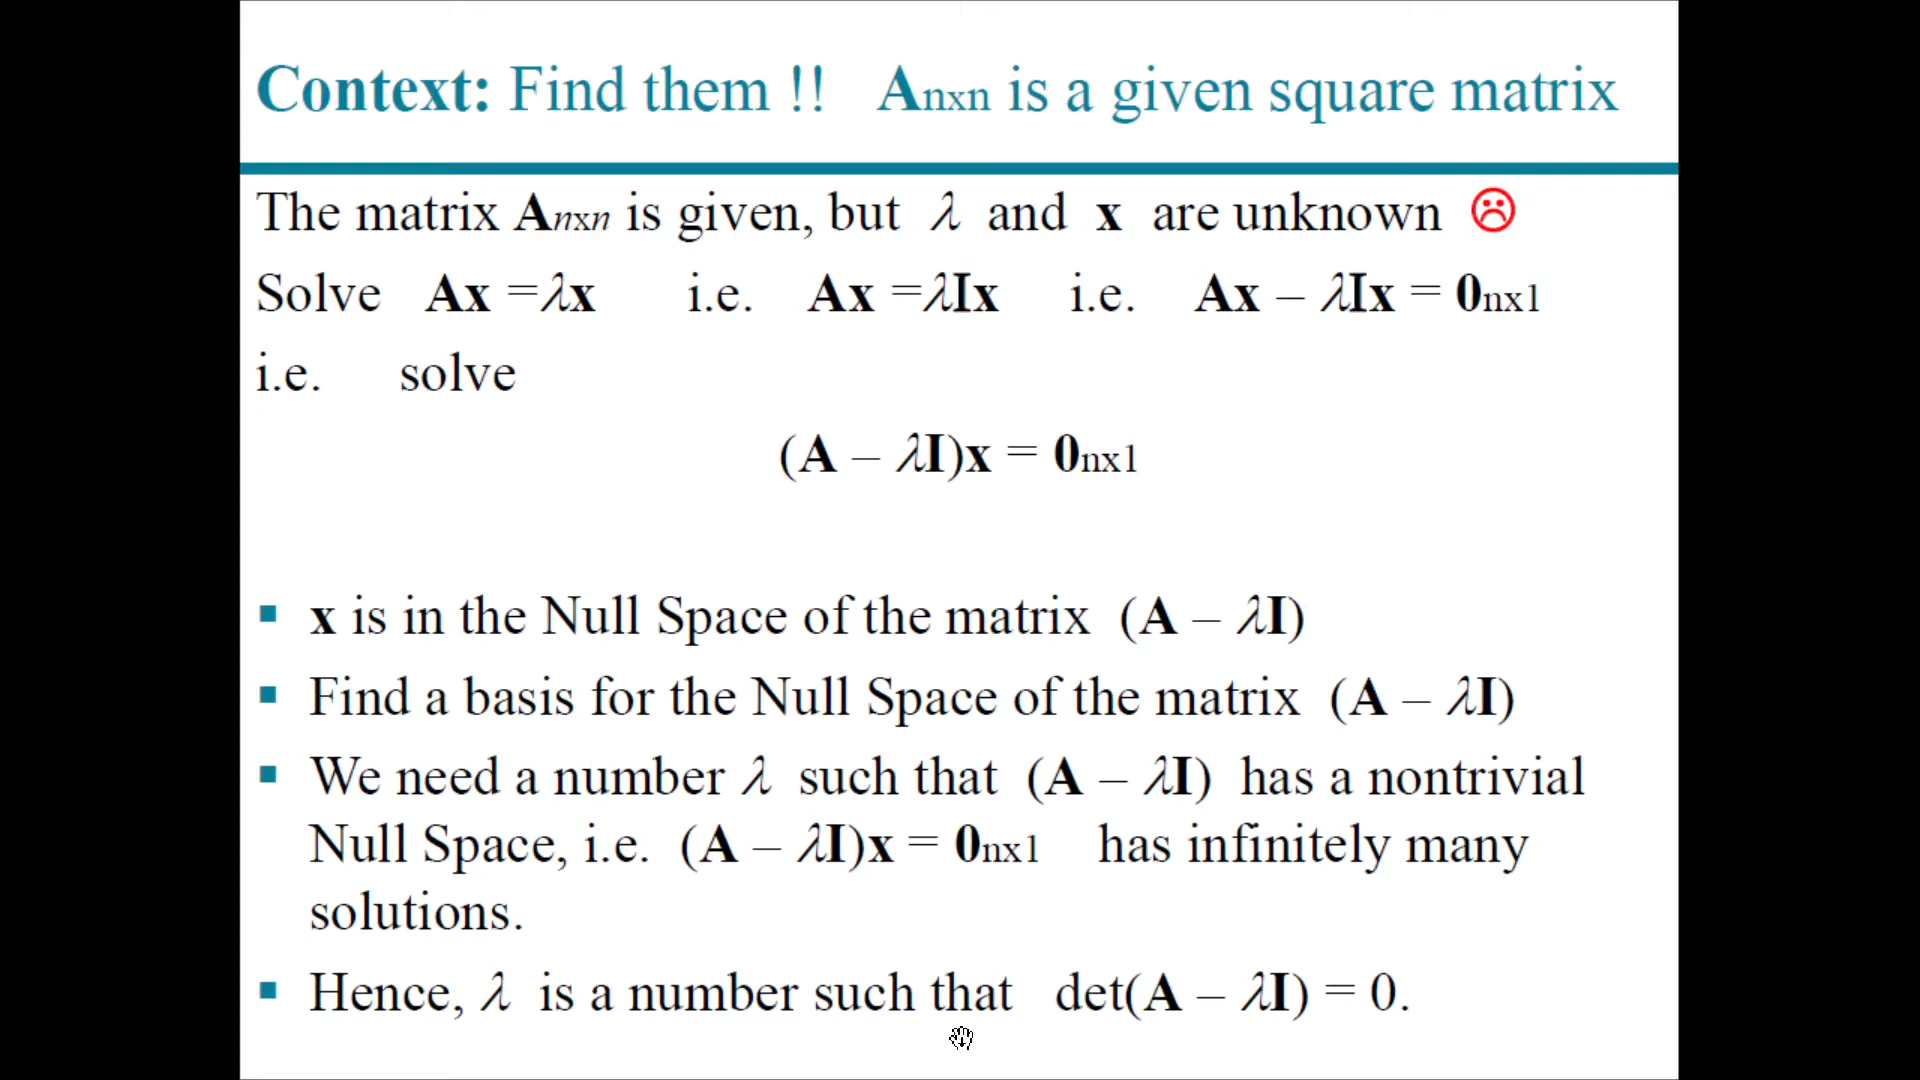 Context: Find them !! Anxn is a given square matrix
The matrix Anxn is given, but λ and x are unknown ☹
Solve Ax =λx i.e. Ax =λIx i.e. Ax – λIx = 0nx1
i.e. solve
(A – λI)x = 0nx1
▪ x is in the Null Space of the matrix (A – λI)
▪ Find a basis for the Null Space of the matrix (A – λI)
▪ We need a number λ such that (A – λI) has a nontrivial
Null Space, i.e. (A – λI)x = 0nx1 has infinitely many
solutions.
▪ Hence, λ is a number such that det(A – λI) = 0.